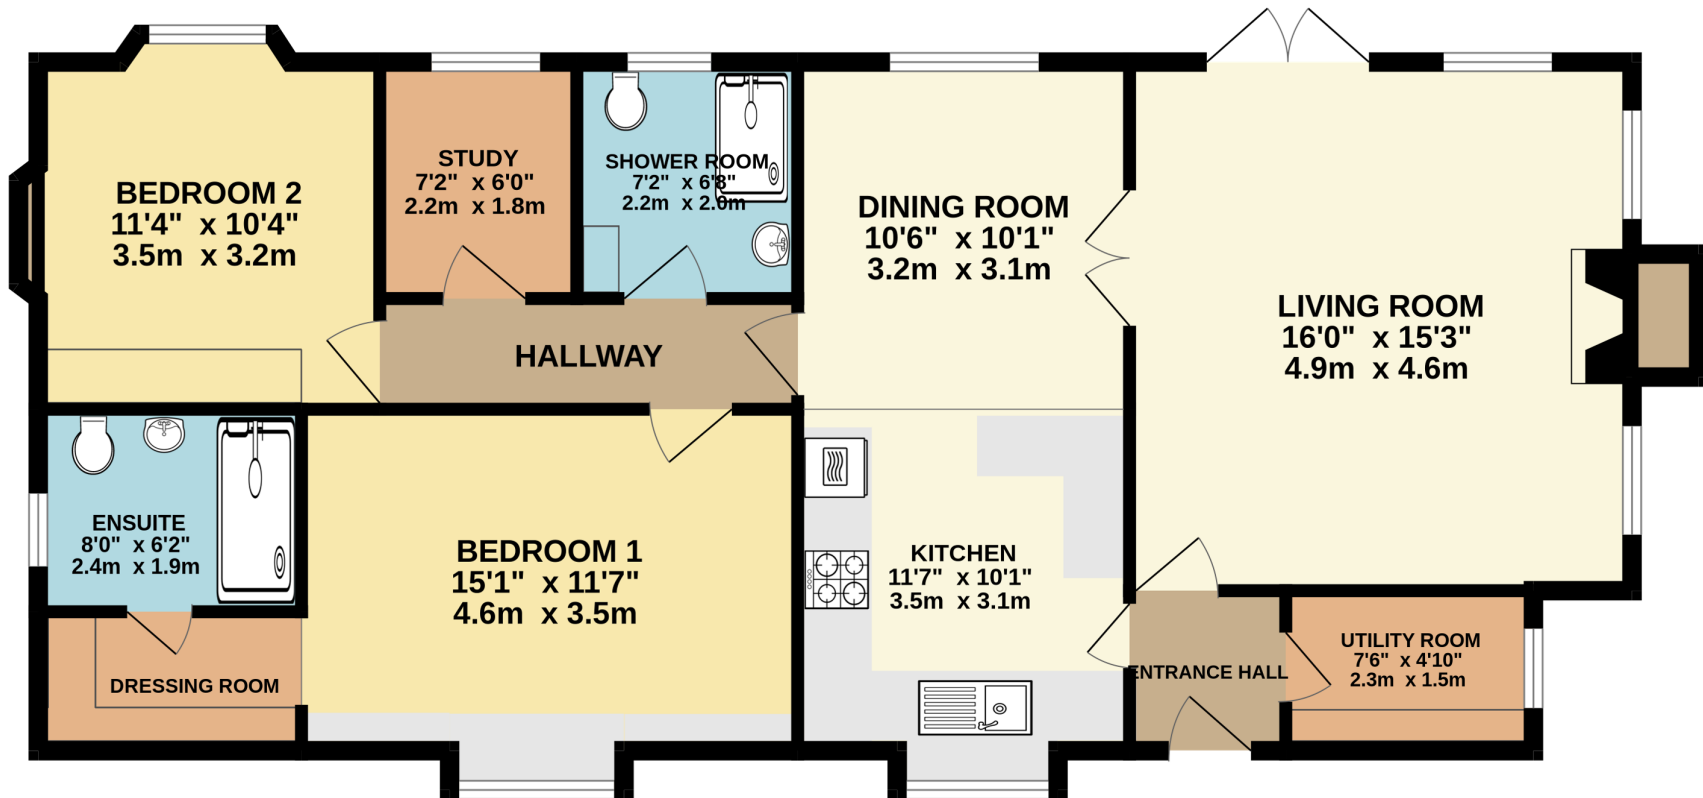 BEDROOM 2
11'4" x 10'4"
3.5m x 3.2m
STUDY
7'2" x 6'0"
2.2m x 1.8m
SHOWER ROOM
7'2" x 6'8"
2.2m x 2.0m
DINING ROOM
10'6" x 10'1"
3.2m x 3.1m
LIVING ROOM
16'0" x 15'3"
4.9m x 4.6m
HALLWAY
ENSUITE
8'0" x 6'2"
2.4m x 1.9m
BEDROOM 1
15'1" x 11'7"
4.6m x 3.5m
KITCHEN
11'7" x 10'1"
3.5m x 3.1m
DRESSING ROOM
ENTRANCE HALL
UTILITY ROOM
7'6" x 4'10"
2.3m x 1.5m